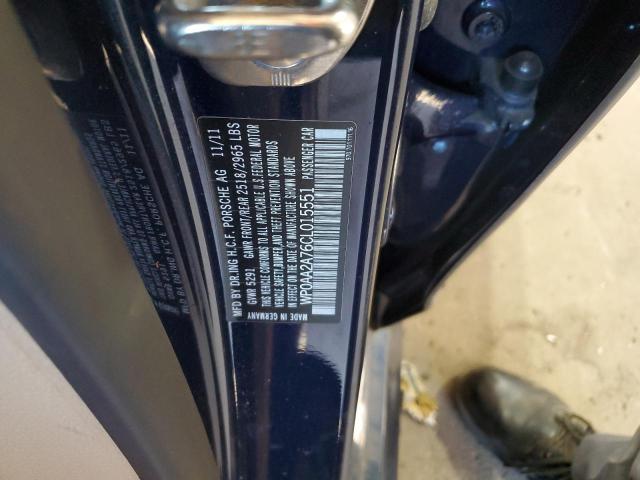 MFD BY DR.ING H.C.F. PORSCHE AG 11/11
GVWR 5291 GAWR FRONT/REAR 2518/2965 LBS
THIS VEHICLE CONFORMS TO ALL APPLICABLE U.S. FEDERAL MOTOR
VEHICLE SAFETY, BUMPER AND THEFT PREVENTION STANDARDS
IN EFFECT ON THE DATE OF MANUFACTURE SHOWN ABOVE
WP0AA2A76CL015551 PASSENGER CAR
MADE IN GERMANY